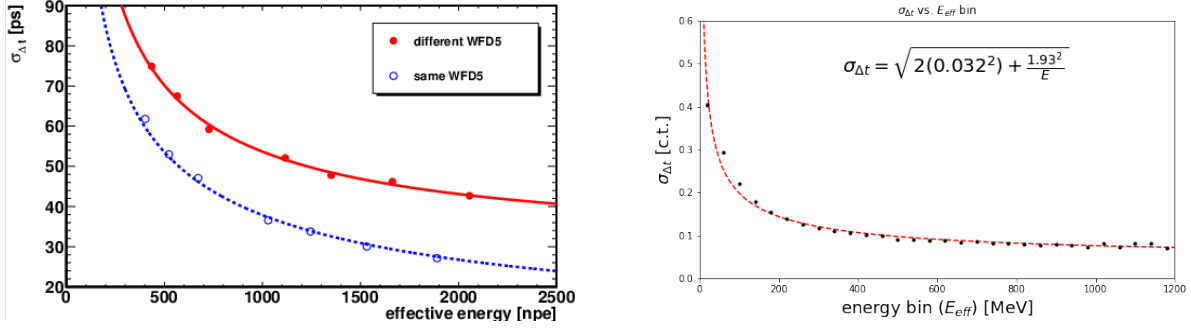 90
80
70
60
50
40
30
20
σΔ t [ps]
different WFD5
same WFD5
0 500 1000 1500 2000 2500
effective energy [npe]
σΔt vs. Eeff bin
0.6
0.5
0.4
0.3
0.2
0.1
0.0
σΔt [c.t.]
σΔt = √2(0.032²) + 1.93²/E
0 200 400 600 800 1000 1200
energy bin (Eeff) [MeV]